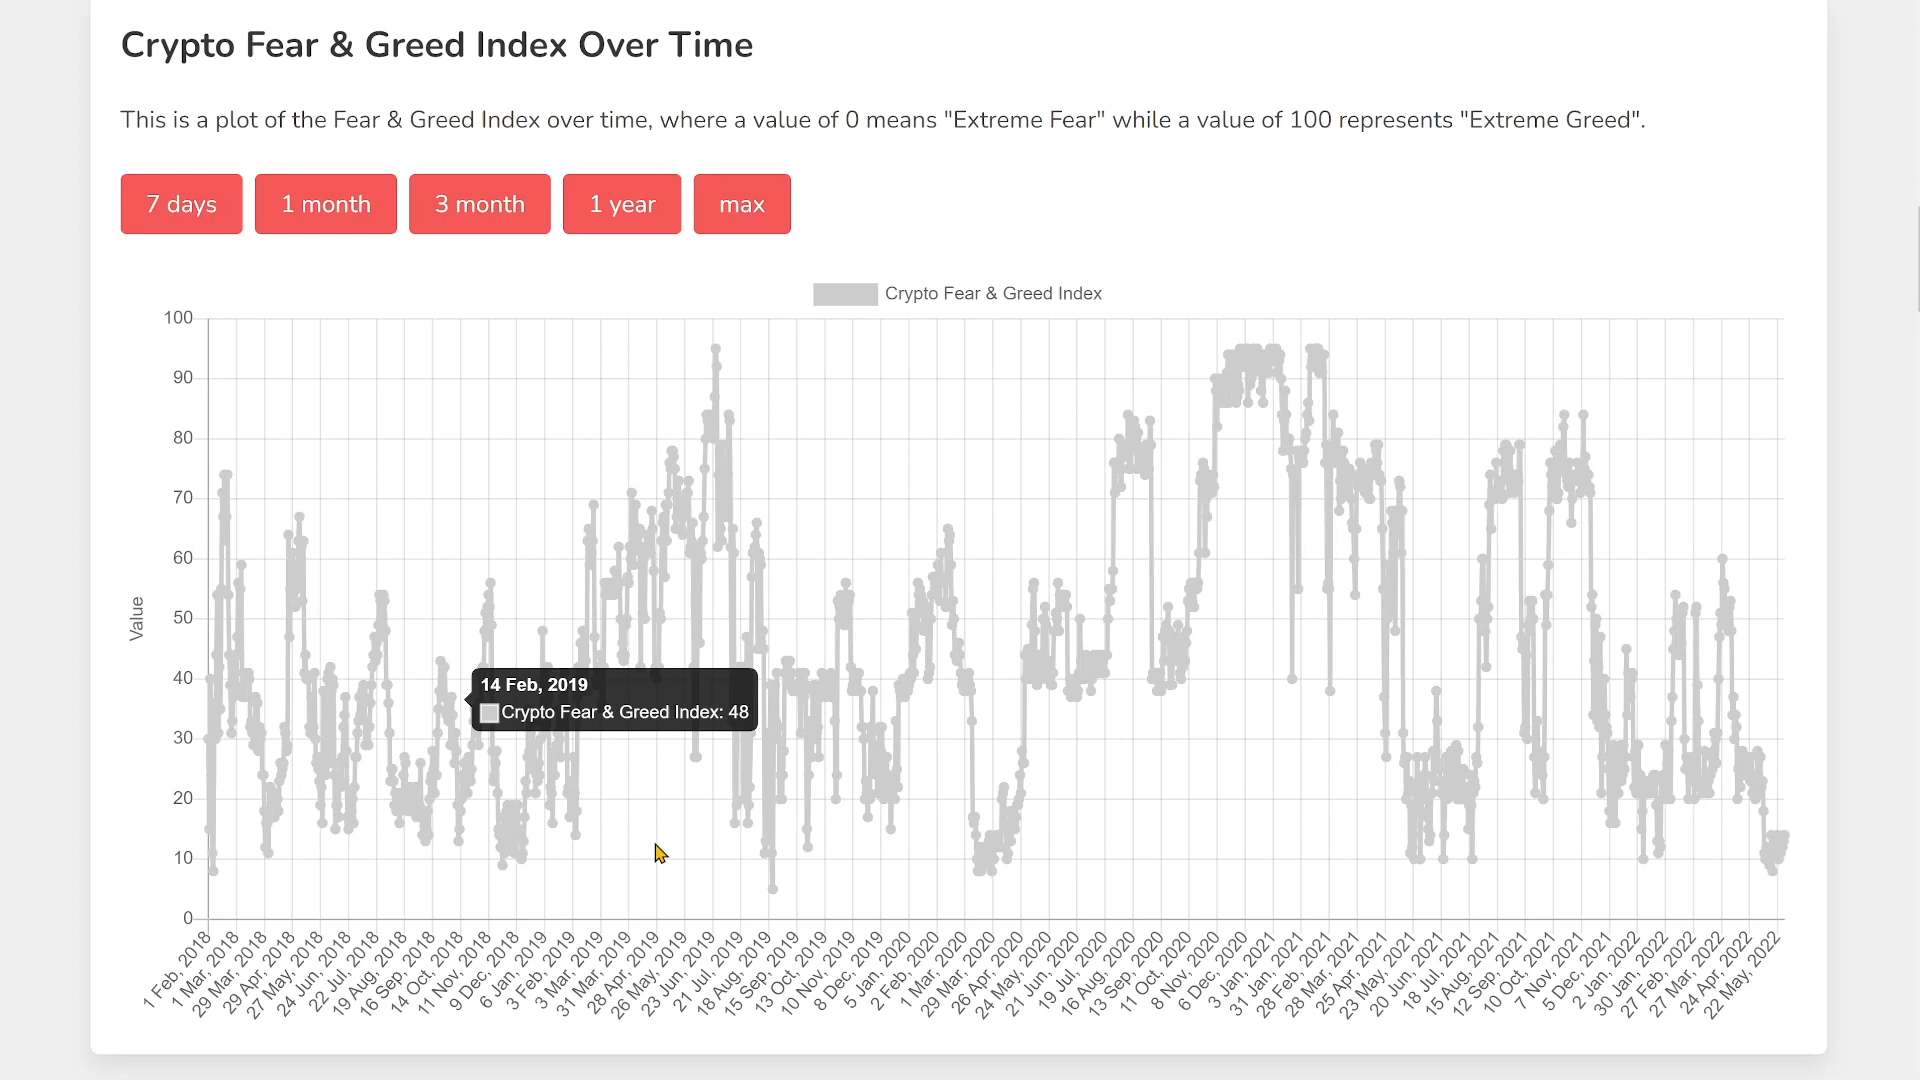 Crypto Fear & Greed Index Over Time
This is a plot of the Fear & Greed Index over time, where a value of 0 means "Extreme Fear" while a value of 100 represents "Extreme Greed".
7 days 1 month 3 month 1 year max
Crypto Fear & Greed Index
100
90
80
70
60
50
40
30
20
10
0
Value
14 Feb, 2019
Crypto Fear & Greed Index: 48
1 Feb, 2018
1 Mar, 2018
29 Mar, 2018
29 Apr, 2018
27 May, 2018
24 Jun, 2018
22 Jul, 2018
19 Aug, 2018
16 Sep, 2018
14 Oct, 2018
11 Nov, 2018
9 Dec, 2018
6 Jan, 2019
3 Feb, 2019
3 Mar, 2019
31 Mar, 2019
28 Apr, 2019
26 May, 2019
23 Jun, 2019
21 Jul, 2019
18 Aug, 2019
15 Sep, 2019
13 Oct, 2019
10 Nov, 2019
8 Dec, 2019
5 Jan, 2020
2 Feb, 2020
1 Mar, 2020
29 Mar, 2020
26 Apr, 2020
24 May, 2020
21 Jun, 2020
19 Jul, 2020
16 Aug, 2020
13 Sep, 2020
11 Oct, 2020
8 Nov, 2020
6 Dec, 2020
3 Jan, 2021
31 Jan, 2021
28 Feb, 2021
28 Mar, 2021
25 Apr, 2021
23 May, 2021
20 Jun, 2021
18 Jul, 2021
15 Aug, 2021
12 Sep, 2021
10 Oct, 2021
7 Nov, 2021
5 Dec, 2021
2 Jan, 2022
30 Jan, 2022
27 Feb, 2022
27 Mar, 2022
24 Apr, 2022
22 May, 2022